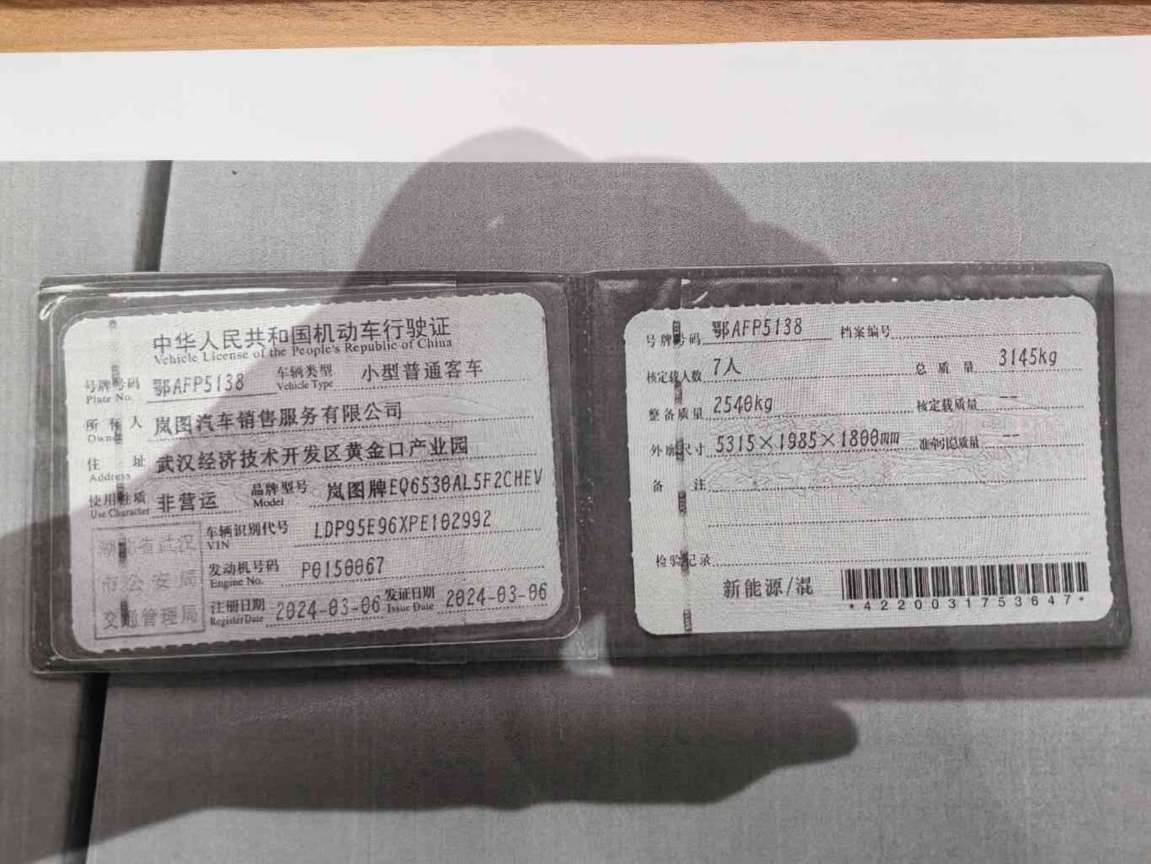 中华人民共和国机动车行驶证
Vehicle License of the People's Republic of China
号牌号码 鄂AFP5138 车辆类型 小型普通客车
Plate No. Vehicle Type
所有人 岚图汽车销售服务有限公司
Owner
住址 武汉经济技术开发区黄金口产业园
Address
使用性质 非营运 品牌型号 岚图牌EQ6530AL5F2CHEV
Use Character Model
湖北省武汉
市公安局
交通管理局
车辆识别代号 LDP95E96XPE102992
VIN
发动机号码 P0150067
Engine No.
注册日期 2024-03-06 发证日期 2024-03-06
Register Date Issue Date
号牌号码 鄂AFP5138 档案编号
核定载人数 7人 总质量 3145kg
整备质量 2540kg 核定载质量 --
外廓尺寸 5315×1985×1800mm 准牵引总质量 --
备注
检验记录
新能源/混
*4220031753647*